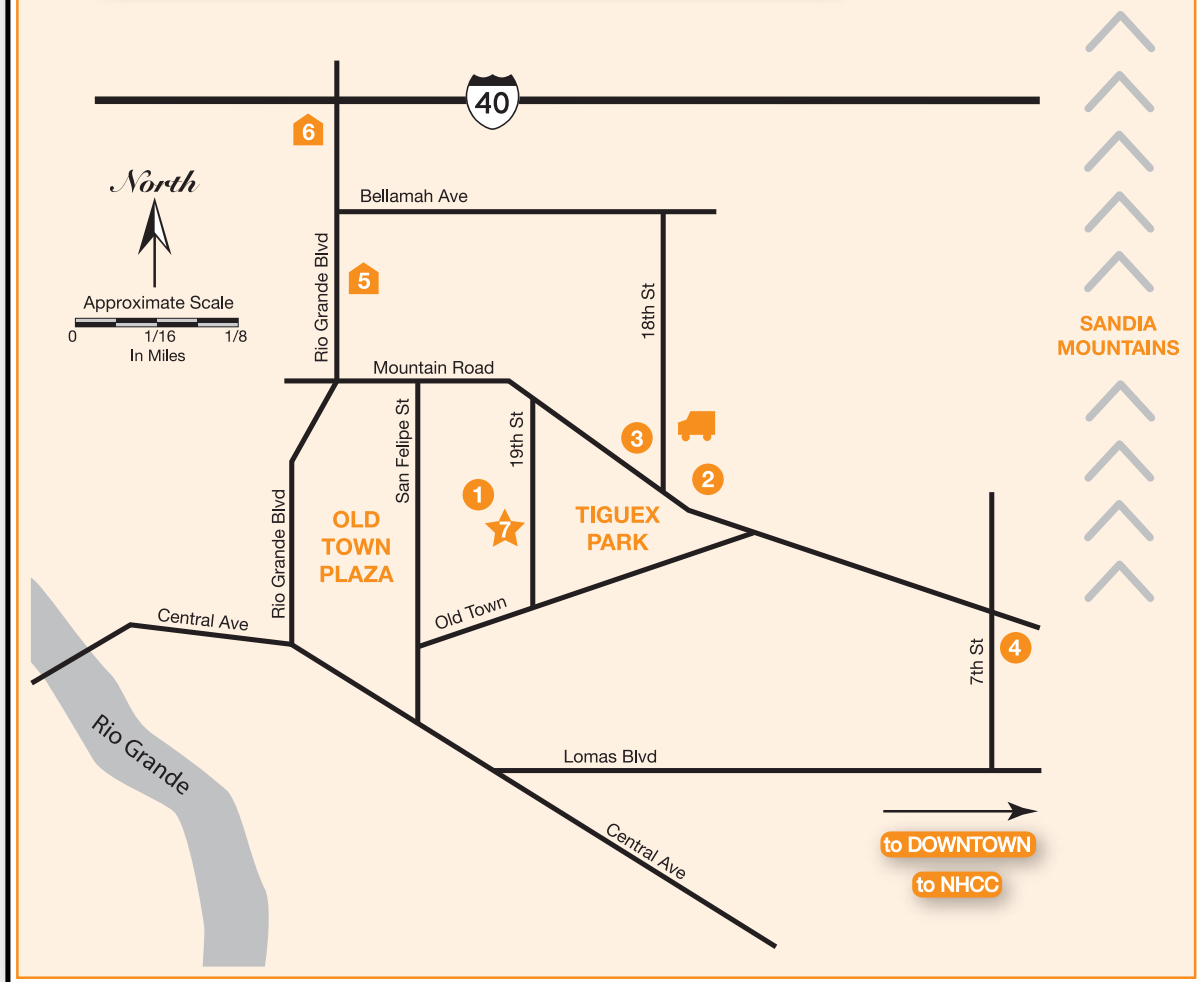 40
6
North
Bellamah Ave
Rio Grande Blvd
5
18th St
Approximate Scale
0 1/16 1/8
In Miles
SANDIA
MOUNTAINS
Mountain Road
San Felipe St
19th St
3
2
1
7
TIGUEX
PARK
OLD
TOWN
PLAZA
Rio Grande Blvd
Central Ave
Old Town
7th St
4
Rio Grande
Lomas Blvd
Central Ave
to DOWNTOWN
to NHCC